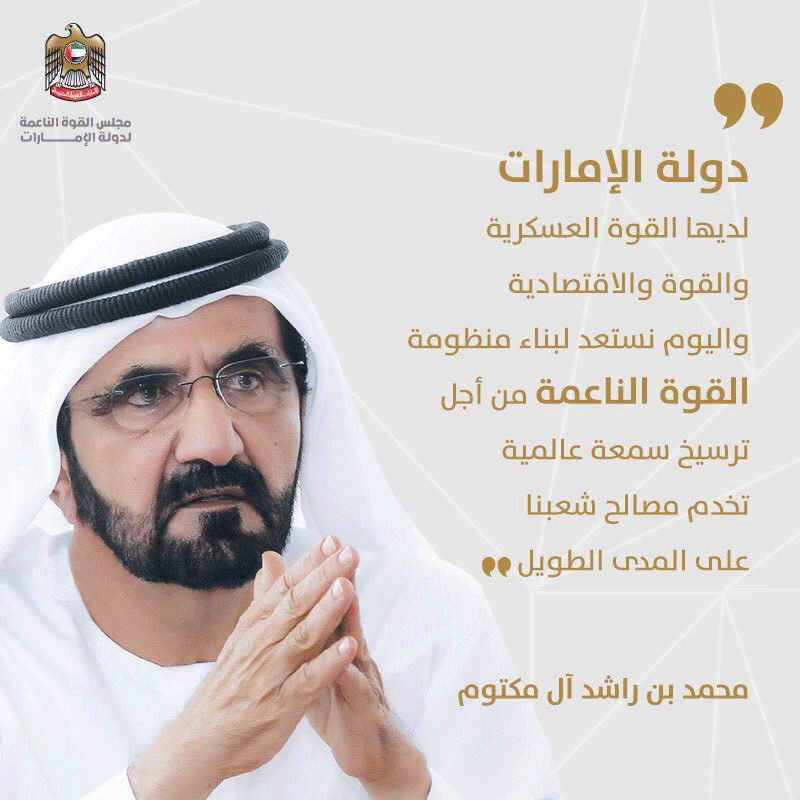 مجلس القوة الناعمة
لدولة الإمــــارات
”
دولة الإمارات
لديها القوة العسكرية
والقوة والاقتصادية
واليوم نستعد لبناء منظومة
القوة الناعمة من أجل
ترسيخ سمعة عالمية
تخدم مصالح شعبنا
على المدى الطويل ”
محمد بن راشد آل مكتوم